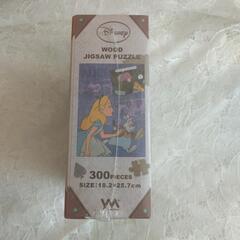 Disney
WOOD
JIGSAW PUZZLE
300PIECES
SIZE:18.2×25.7cm